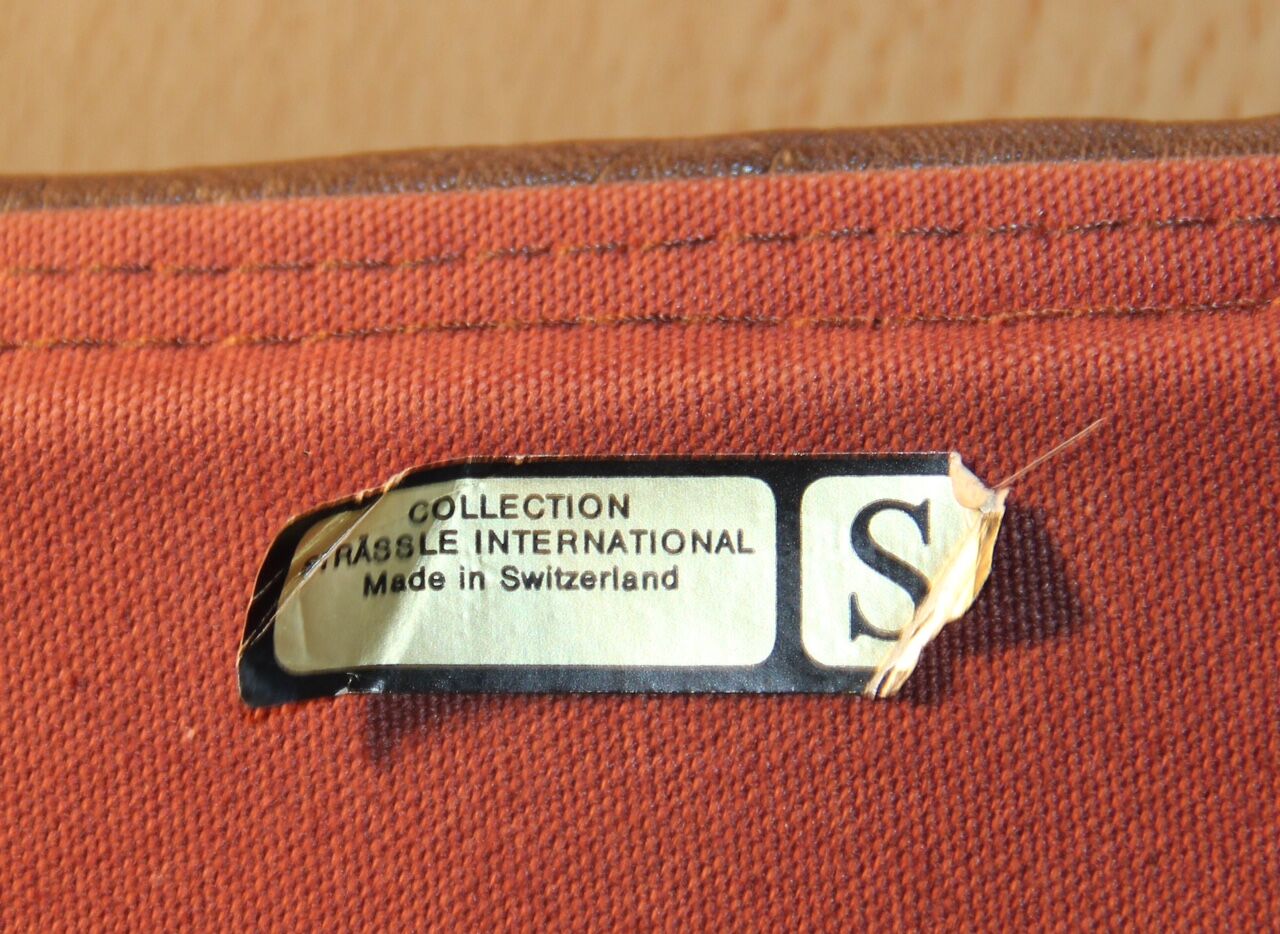 COLLECTION
STRÄSSLE INTERNATIONAL
Made in Switzerland
S